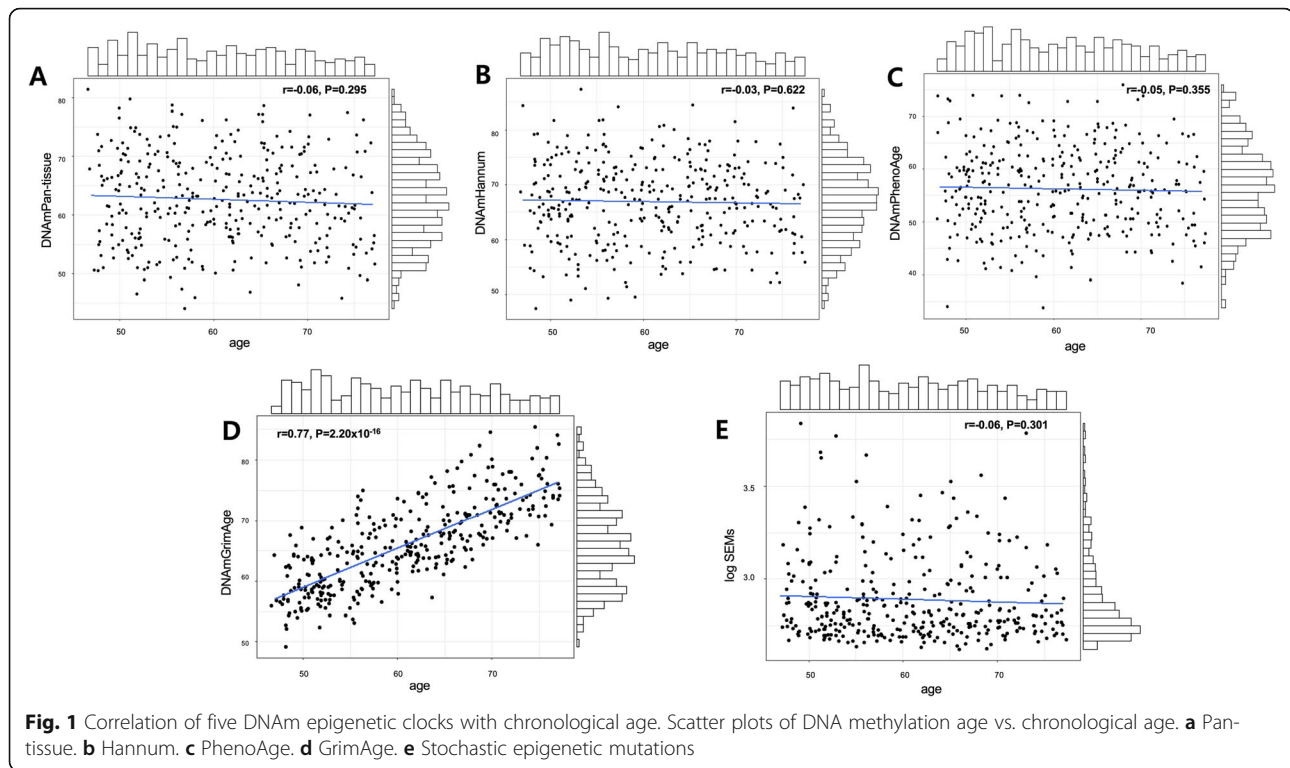 A
r=-0.06, P=0.295
DNAmPan-tissue
80
70
60
50
50 60 70
age
B
r=-0.03, P=0.622
DNAmHannum
80
70
60
50
50 60 70
age
C
r=-0.05, P=0.355
DNAmPhenoAge
70
60
50
40
50 60 70
age
D
r=0.77, P=2.20x10-16
DNAmGrimAge
80
70
60
50
50 60 70
age
E
r=-0.06, P=0.301
log SEMs
3.5
3.0
50 60 70
age
Fig. 1 Correlation of five DNAm epigenetic clocks with chronological age. Scatter plots of DNA methylation age vs. chronological age. a Pan-
tissue. b Hannum. c PhenoAge. d GrimAge. e Stochastic epigenetic mutations